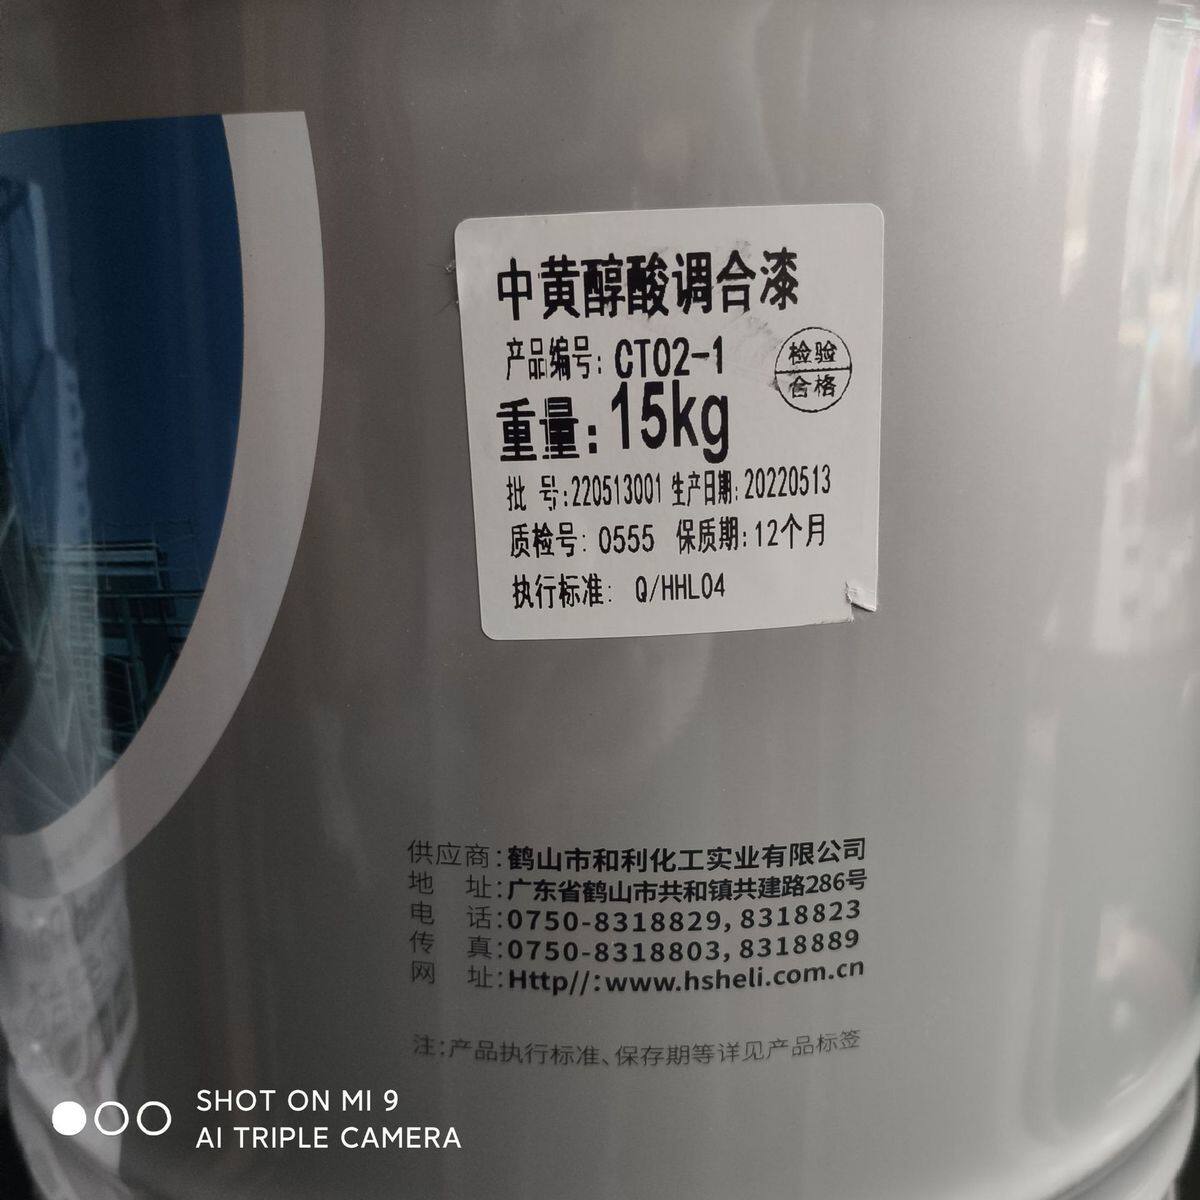 中黄醇酸调合漆
产品编号: CT02-1
检验
合格
重量: 15kg
批 号:220513001 生产日期:20220513
质检号: 0555 保质期:12个月
执行标准: Q/HHL04
供应商:鹤山市和利化工实业有限公司
地 址:广东省鹤山市共和镇共建路286号
电 话:0750-8318829, 8318823
传 真:0750-8318803, 8318889
网 址:Http//:www.hsheli.com.cn
注:产品执行标准、保存期等详见产品标签
SHOT ON MI 9
AI TRIPLE CAMERA